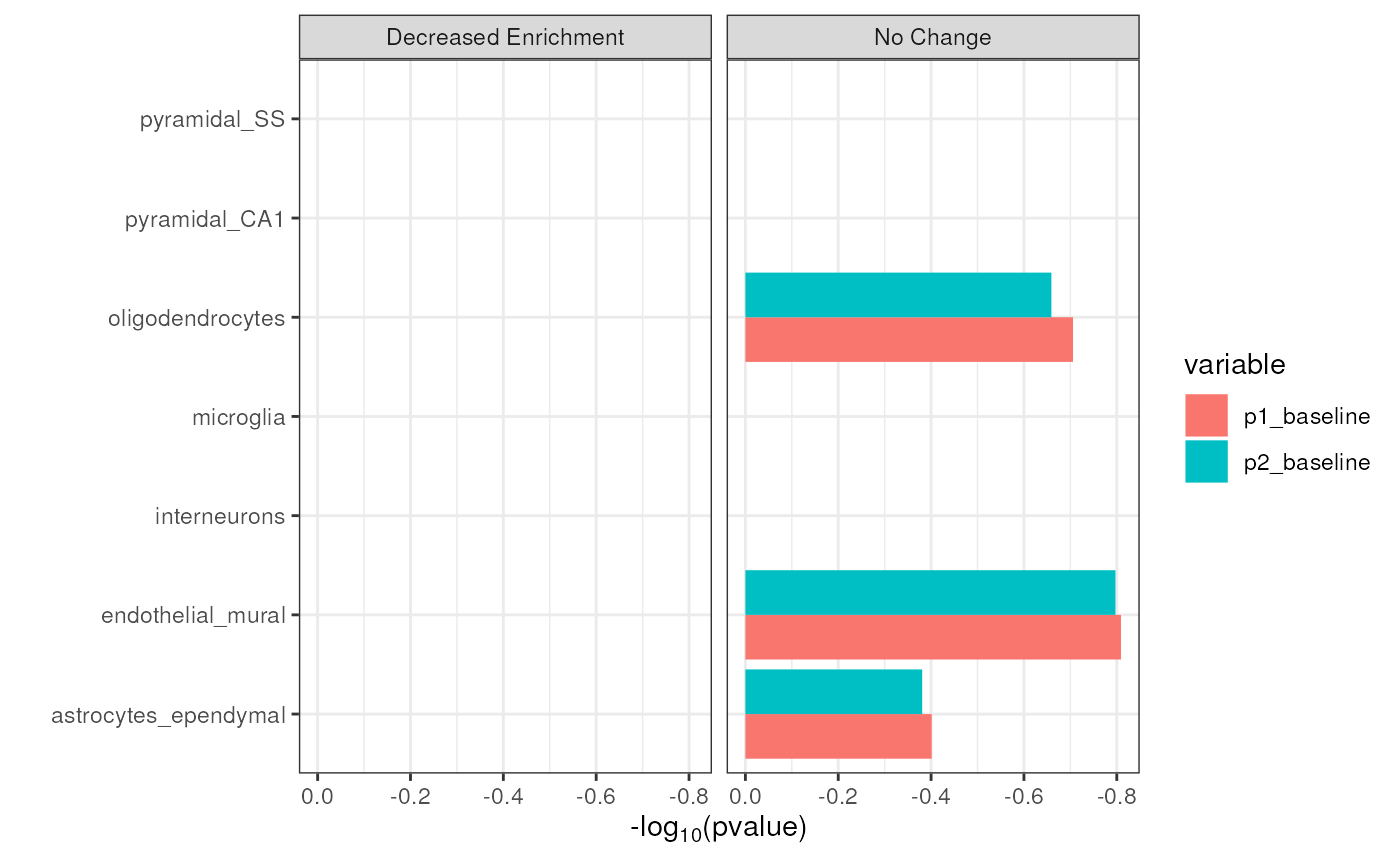 Decreased Enrichment
No Change
pyramidal_SS
pyramidal_CA1
oligodendrocytes
microglia
interneurons
endothelial_mural
astrocytes_ependymal
0.0 -0.2 -0.4 -0.6 -0.8
0.0 -0.2 -0.4 -0.6 -0.8
-log10(pvalue)
variable
p1_baseline
p2_baseline